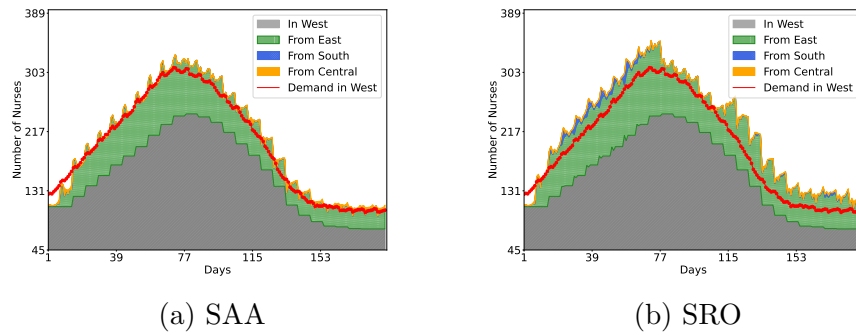 389
303
217
131
45
Number of Nurses
In West
From East
From South
From Central
Demand in West
1 39 77 115 153
Days
(a) SAA
389
303
217
131
45
Number of Nurses
In West
From East
From South
From Central
Demand in West
1 39 77 115 153
Days
(b) SRO